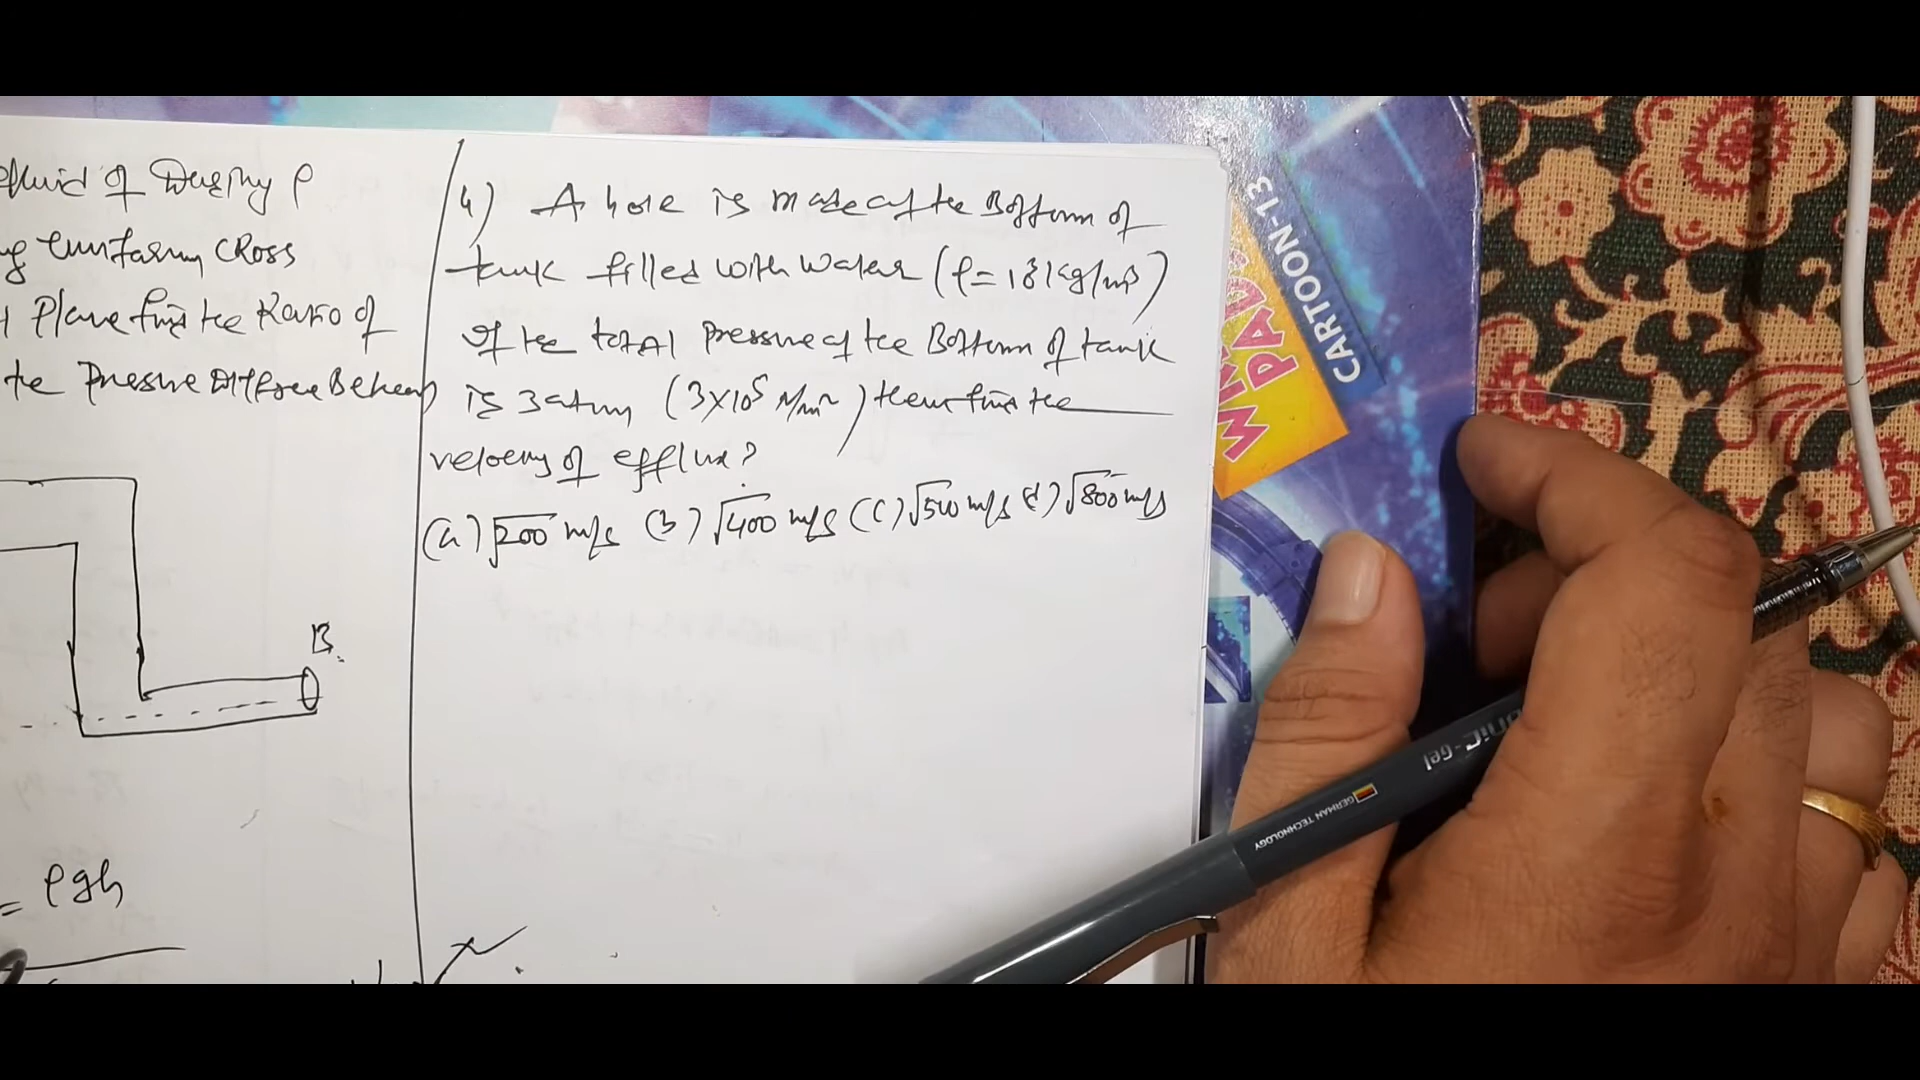 fluid of Density ρ
ng uniform CROSS
Plane find the Ratio of
the Pressure Diffree Between
B
= ρgh
4) A hole is made at the Bottom of
tank filled with water (ρ = 10³ kg/m³)
If the total pressure at the Bottom of tank
is 3 atm (3×10⁵ N/m²) then find the
velocity of efflux?
(a) √200 m/s (b) √400 m/s (c) √500 m/s (d) √800 m/s
CARTOON-13
GERMAN TECHNOLOGY
onic-Gel